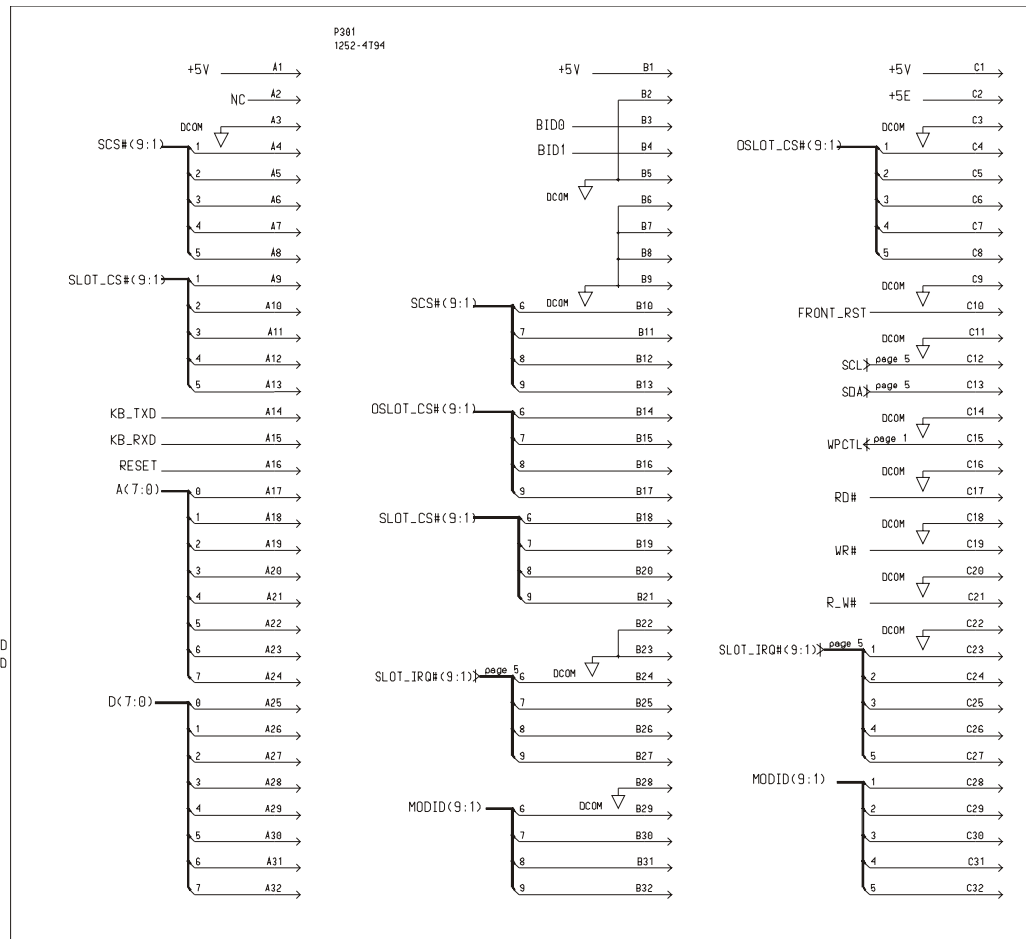 P301
1252-4794
+5V A1
NC A2
DCOM A3
SCS#(9:1) 1 A4
2 A5
3 A6
4 A7
5 A8
SLOT_CS#(9:1) 1 A9
2 A10
3 A11
4 A12
5 A13
KB_TXD A14
KB_RXD A15
RESET A16
A(7:0) 0 A17
1 A18
2 A19
3 A20
4 A21
5 A22
6 A23
7 A24
D(7:0) 0 A25
1 A26
2 A27
3 A28
4 A29
5 A30
6 A31
7 A32
+5V B1
B2
BID0 B3
BID1 B4
DCOM B5
B6
B7
B8
DCOM B9
SCS#(9:1) 6 B10
7 B11
8 B12
9 B13
OSLOT_CS#(9:1) 6 B14
7 B15
8 B16
9 B17
SLOT_CS#(9:1) 6 B18
7 B19
8 B20
9 B21
B22
DCOM B23
SLOT_IRQ#(9:1) page 5 6 B24
7 B25
8 B26
9 B27
DCOM B28
MODID(9:1) 6 B29
7 B30
8 B31
9 B32
+5V C1
+5E C2
DCOM C3
OSLOT_CS#(9:1) 1 C4
2 C5
3 C6
4 C7
5 C8
DCOM C9
FRONT_RST C10
DCOM C11
SCL page 5 C12
SDA page 5 C13
DCOM C14
WPCTL page 1 C15
DCOM C16
RD# C17
DCOM C18
WR# C19
DCOM C20
R_W# C21
DCOM C22
SLOT_IRQ#(9:1) page 5 1 C23
2 C24
3 C25
4 C26
5 C27
MODID(9:1) 1 C28
2 C29
3 C30
4 C31
5 C32
D
D